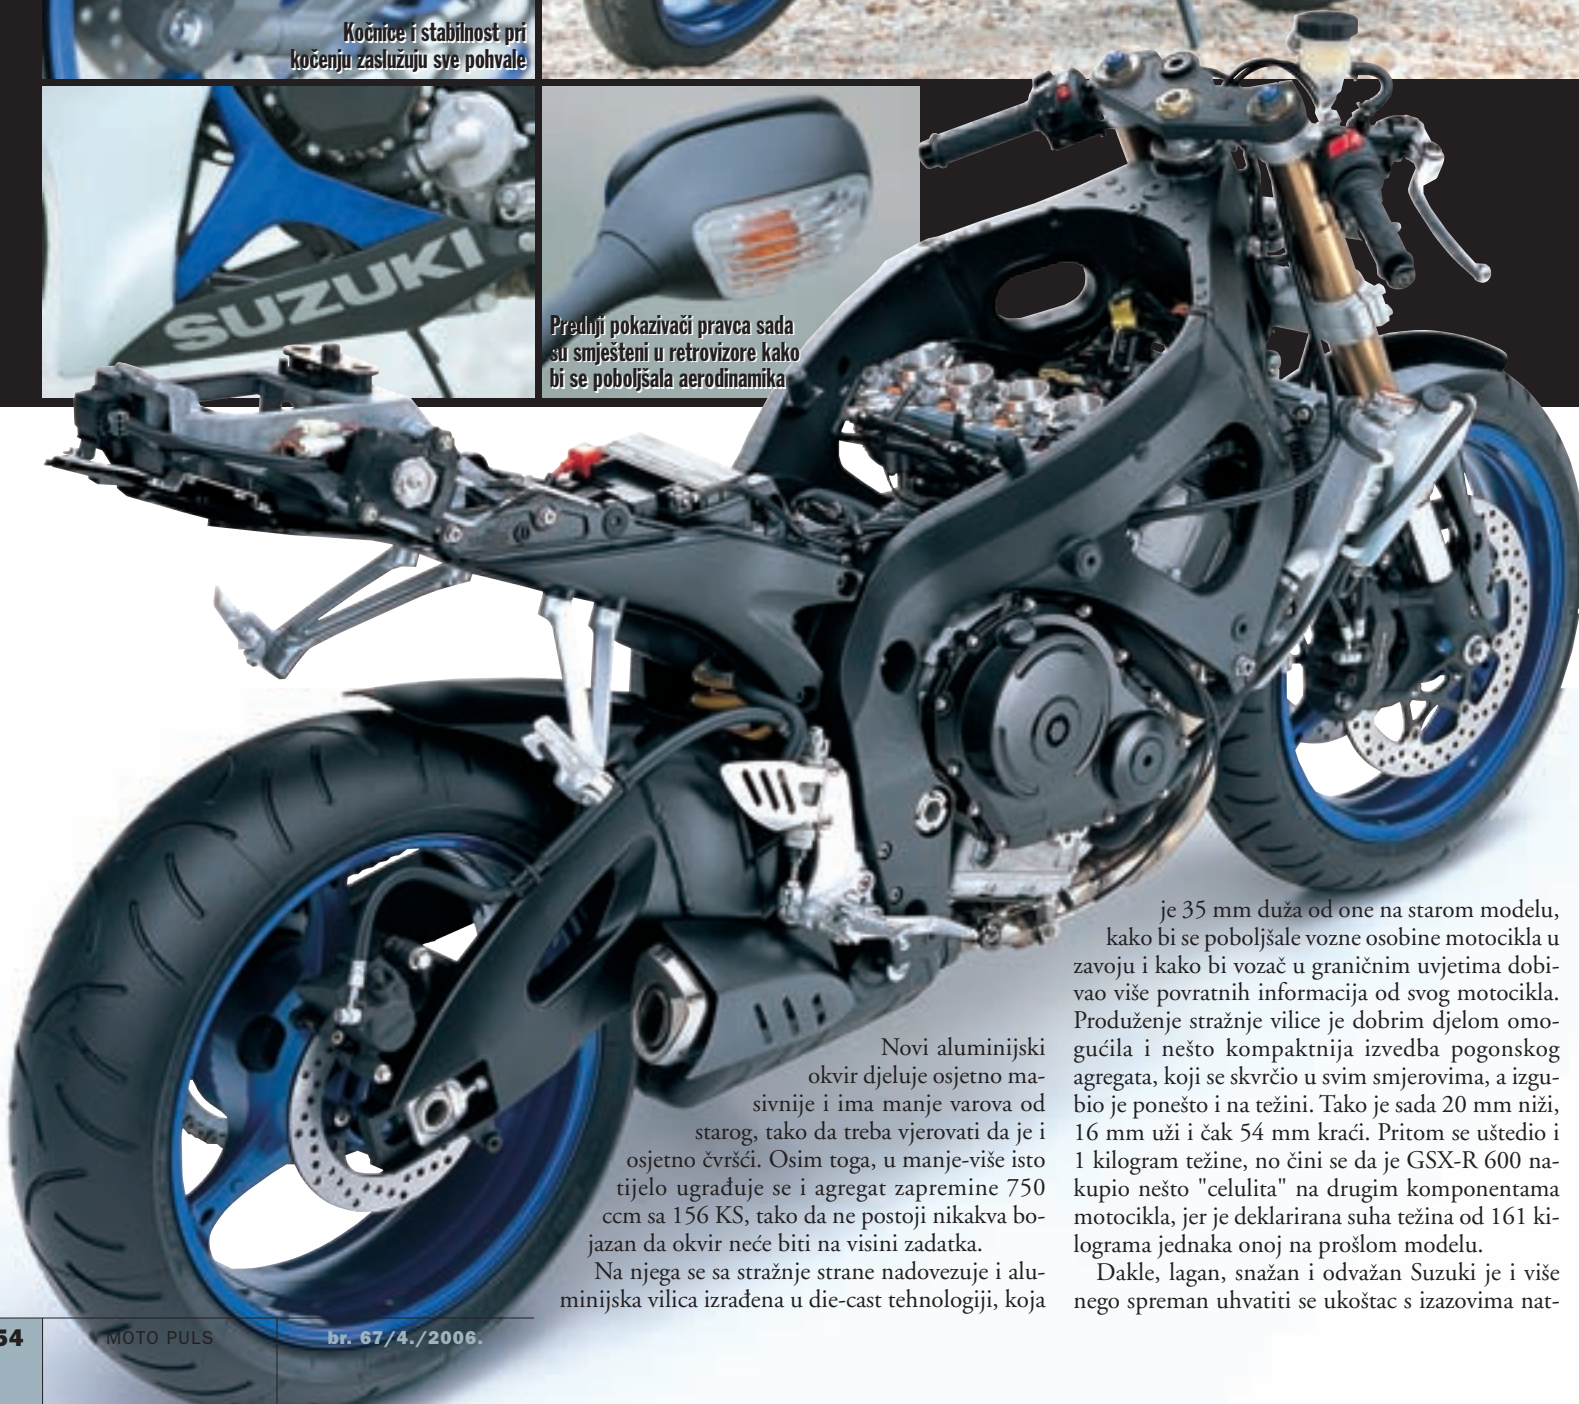 Kočnice i stabilnost pri
kočenju zaslužuju sve pohvale
SUZUKI
Prednji pokazivači pravca sada
su smješteni u retrovizore kako
bi se poboljšala aerodinamika
Novi aluminijski
okvir djeluje osjetno ma-
sivnije i ima manje varova od
starog, tako da treba vjerovati da je i
osjetno čvršći. Osim toga, u manje-više isto
tijelo ugrađuje se i agregat zapremine 750
ccm sa 156 KS, tako da ne postoji nikakva bo-
jazan da okvir neće biti na visini zadatka.
Na njega se sa stražnje strane nadovezuje i alu-
minijska vilica izrađena u die-cast tehnologiji, koja
je 35 mm duža od one na starom modelu,
kako bi se poboljšale vozne osobine motocikla u
zavoju i kako bi vozač u graničnim uvjetima dobi-
vao više povratnih informacija od svog motocikla.
Produženje stražnje vilice je dobrim djelom omo-
gućila i nešto kompaktnija izvedba pogonskog
agregata, koji se skvrčio u svim smjerovima, a izgu-
bio je ponešto i na težini. Tako je sada 20 mm niži,
16 mm uži i čak 54 mm kraći. Pritom se uštedio i
1 kilogram težine, no čini se da je GSX-R 600 na-
kupio nešto "celulita" na drugim komponentama
motocikla, jer je deklarirana suha težina od 161 ki-
lograma jednaka onoj na prošlom modelu.
Dakle, lagan, snažan i odvažan Suzuki je i više
nego spreman uhvatiti se ukoštac s izazovima nat-
54
MOTO PULS
br. 67/4./2006.